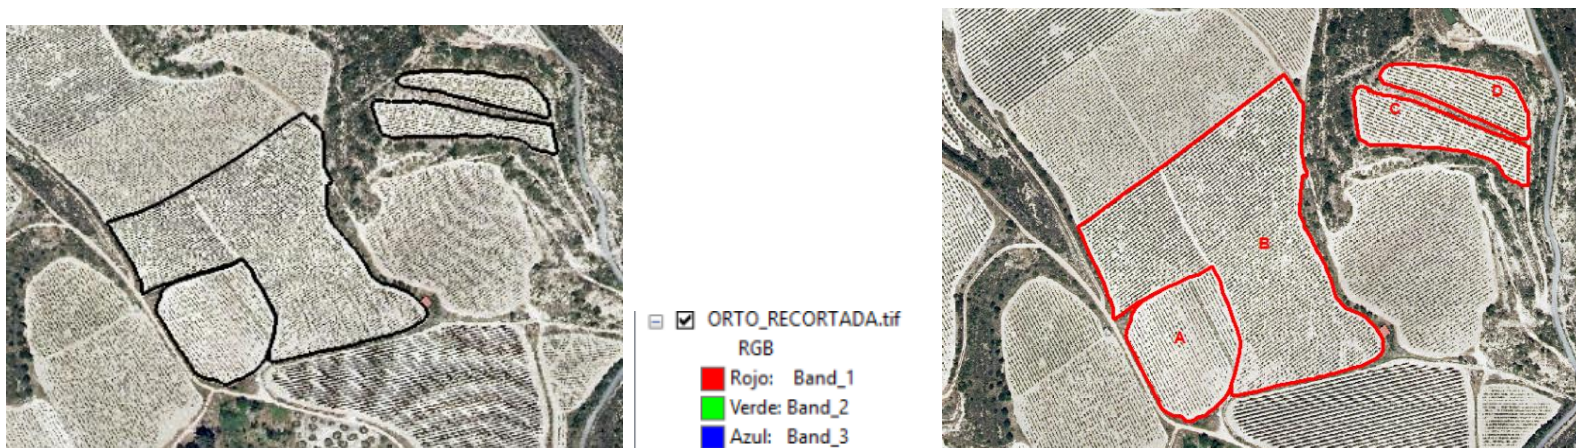 ORTO_RECORTADA.tif
RGB
Rojo: Band_1
Verde: Band_2
Azul: Band_3
D
C
B
A